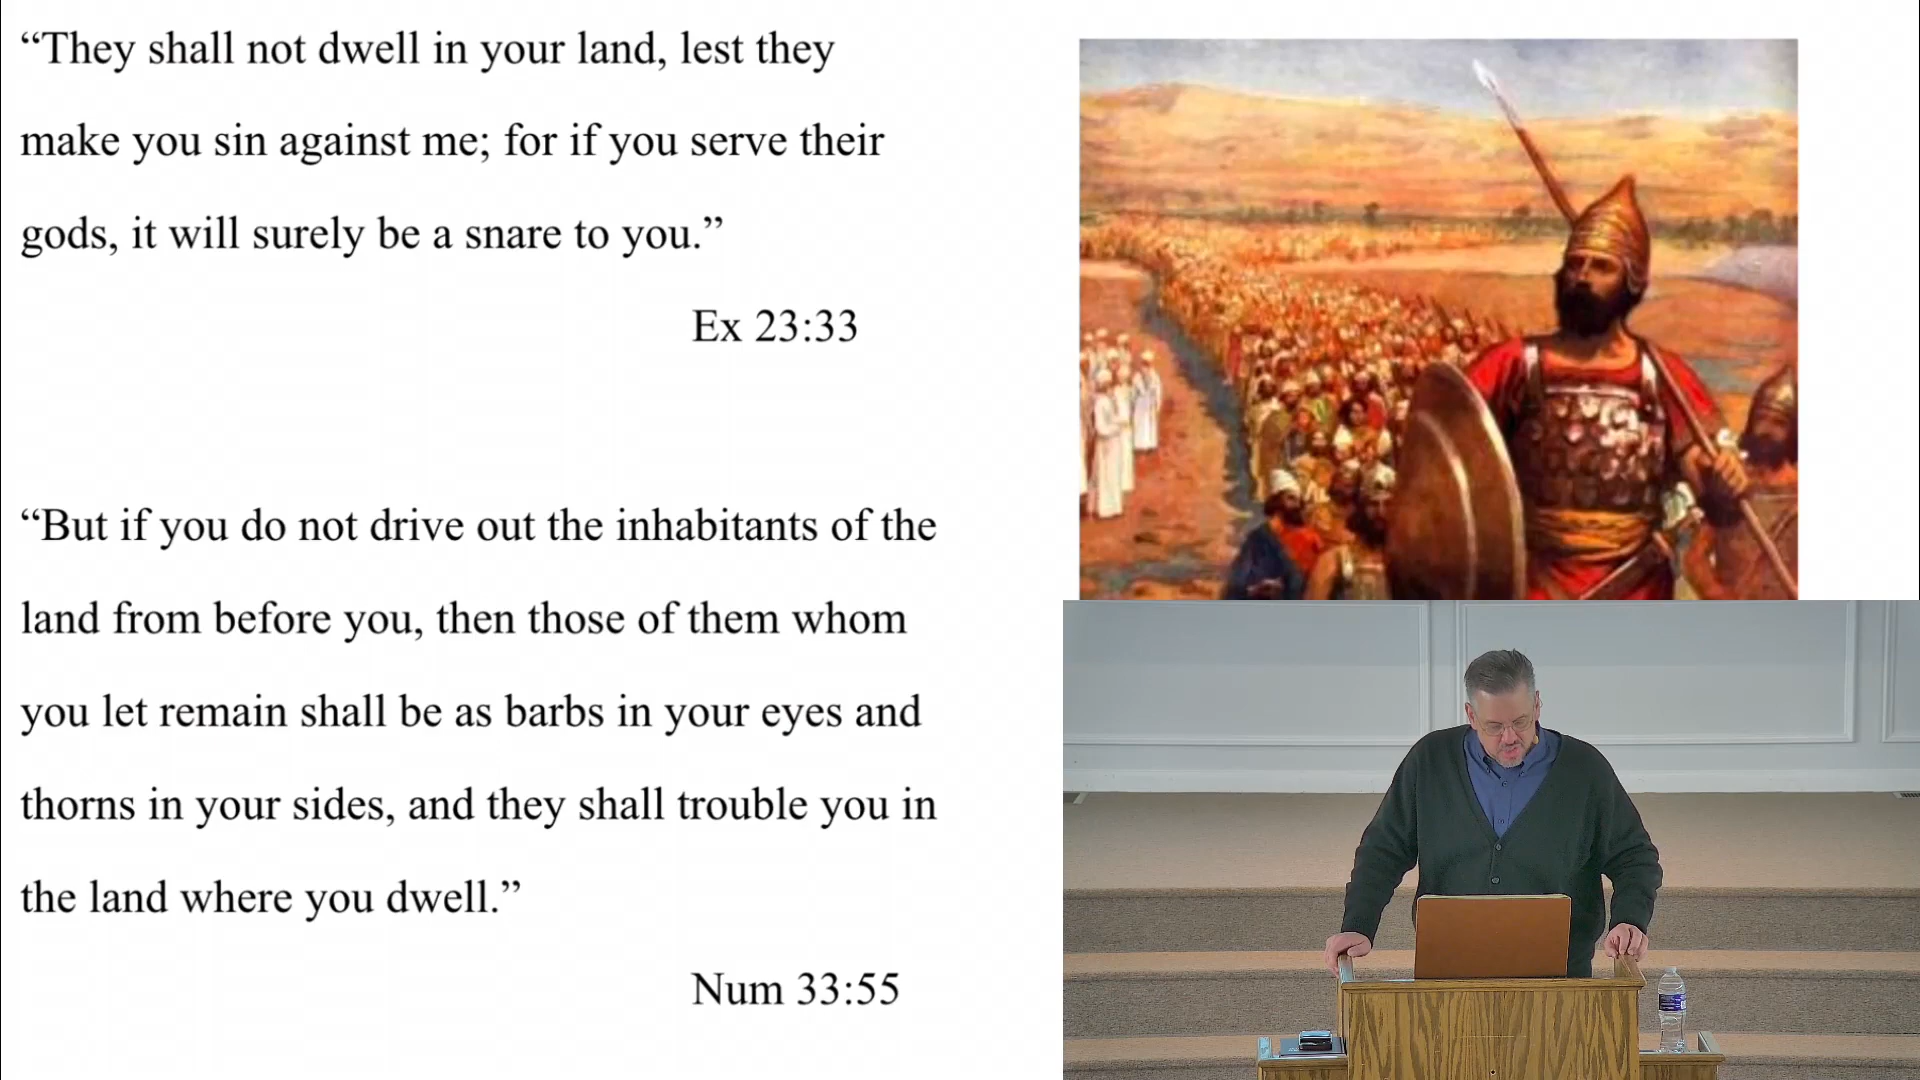 “They shall not dwell in your land, lest they
make you sin against me; for if you serve their
gods, it will surely be a snare to you.”
Ex 23:33
“But if you do not drive out the inhabitants of the
land from before you, then those of them whom
you let remain shall be as barbs in your eyes and
thorns in your sides, and they shall trouble you in
the land where you dwell.”
Num 33:55